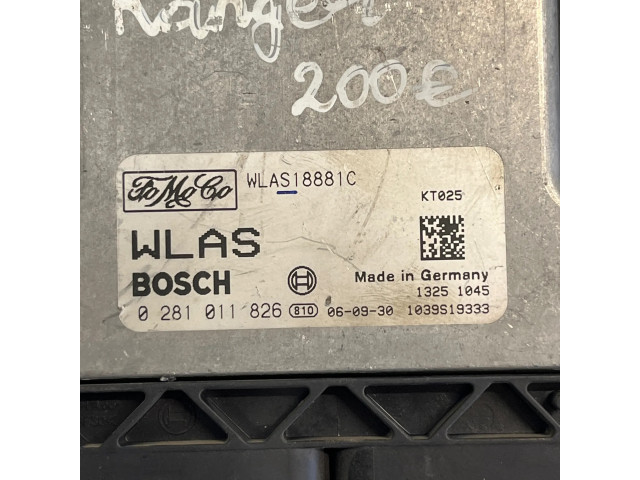 Ranger
200€
FoMoCo WLAS18881C
KT025
WLAS
BOSCH
Made in Germany
1325 1045
0 281 011 826 810 06-09-30 1039S19333